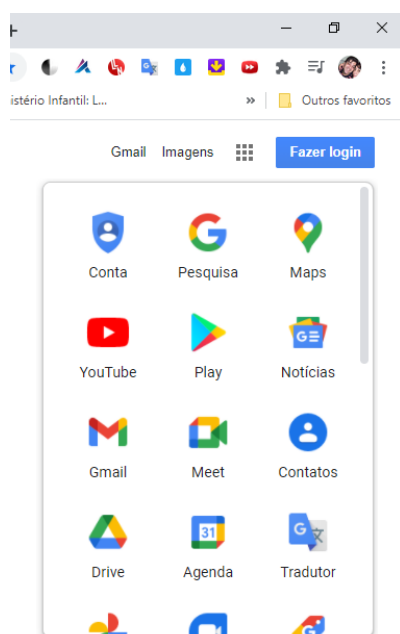 istério Infantil: L...
» Outros favoritos
Gmail Imagens Fazer login
Conta Pesquisa Maps
YouTube Play Notícias
Gmail Meet Contatos
31
Drive Agenda Tradutor